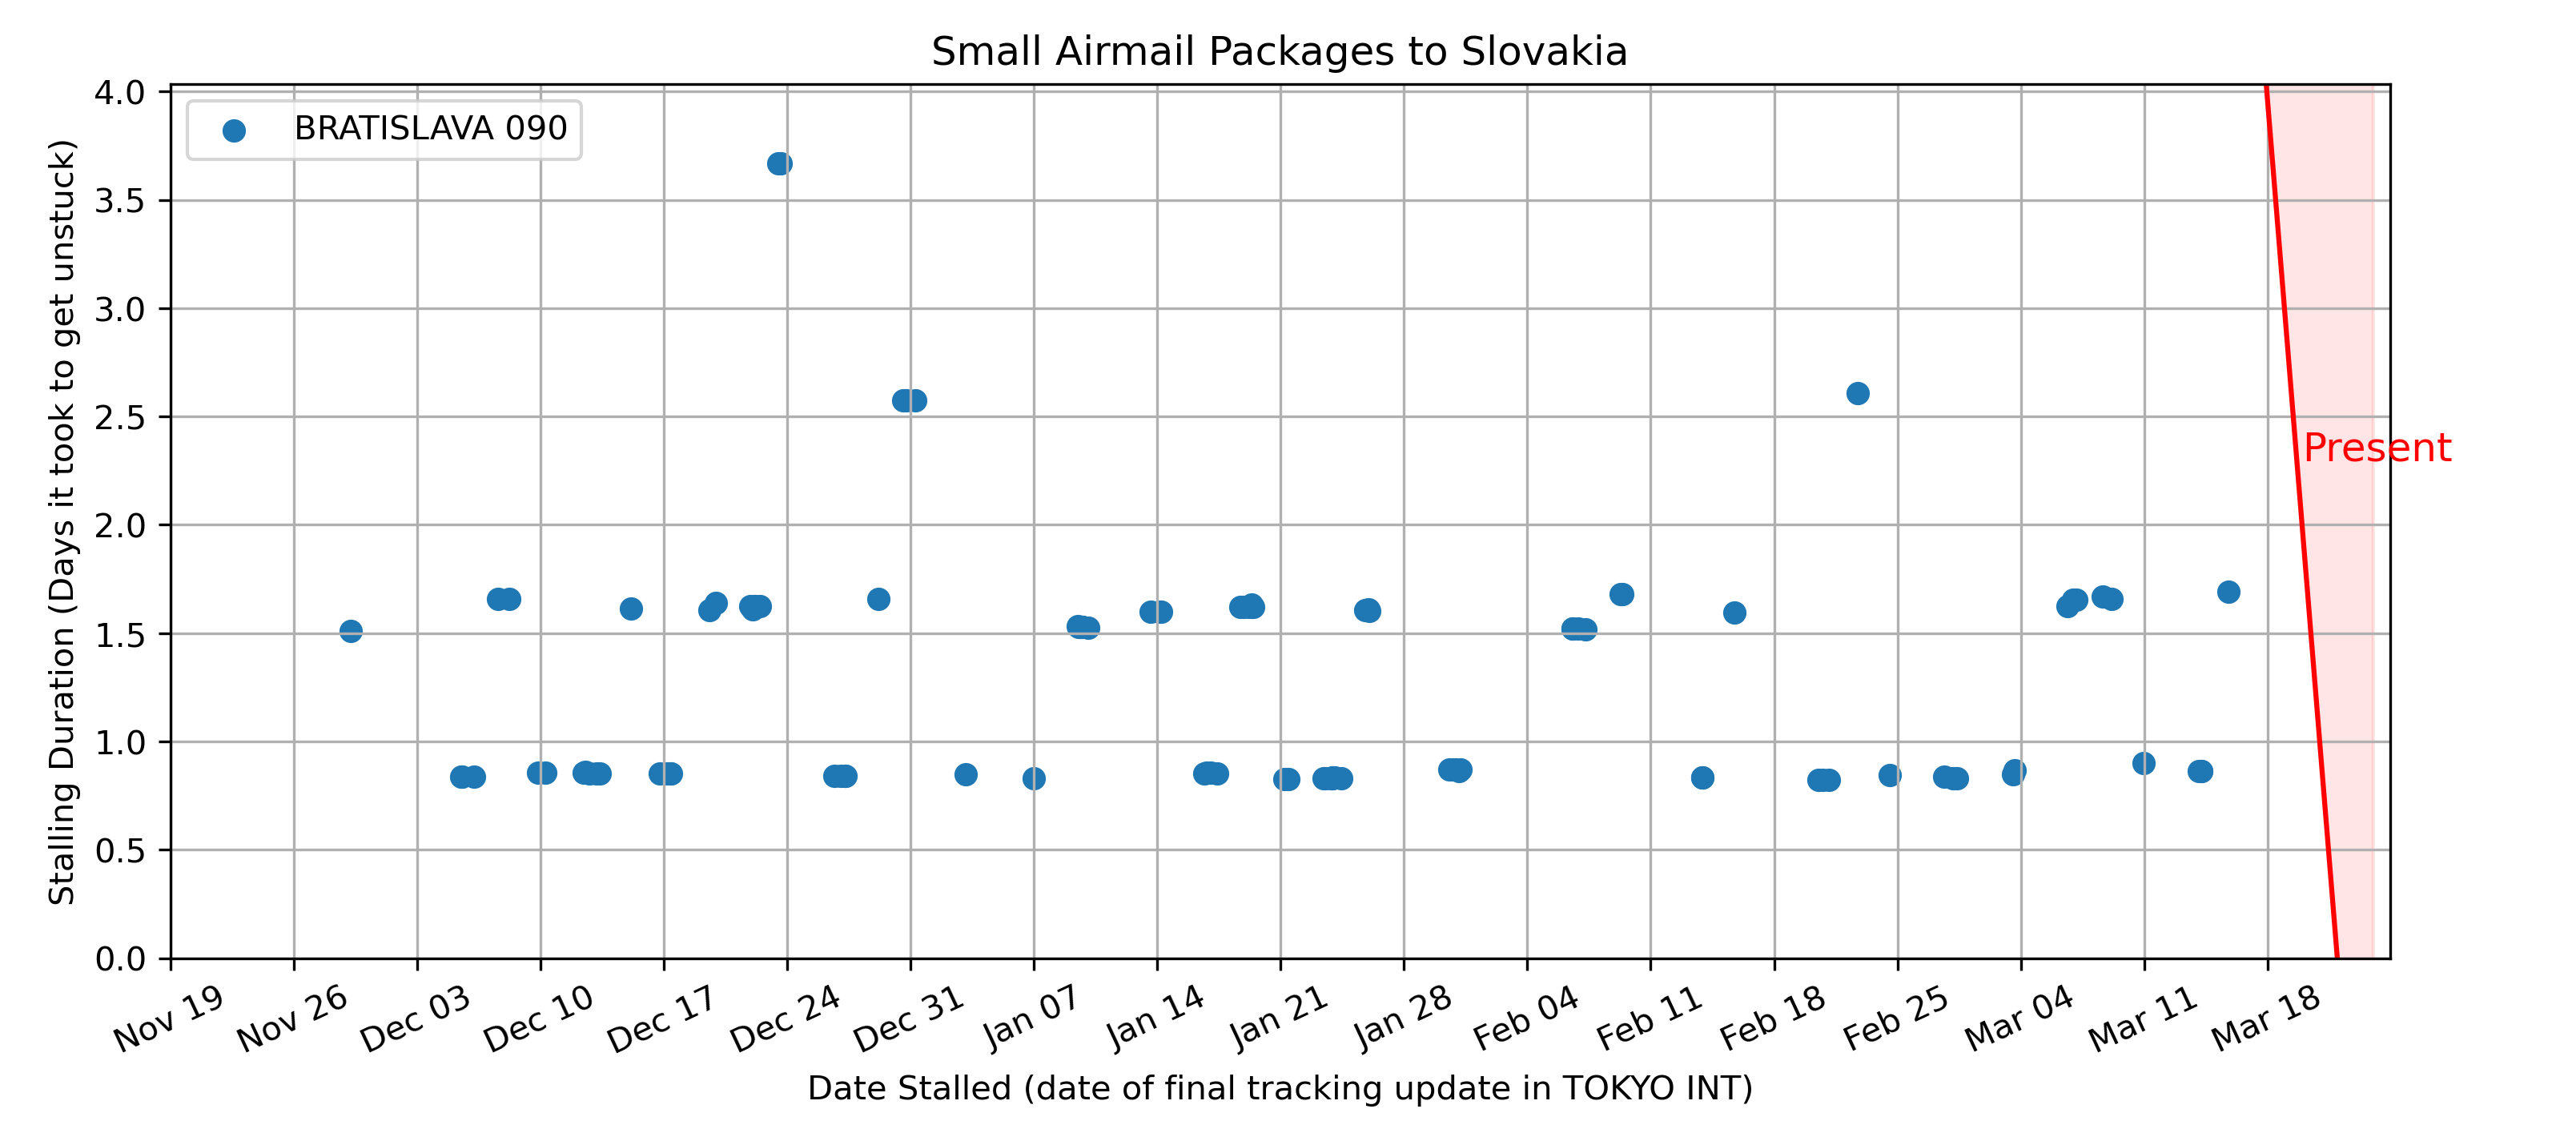 Small Airmail Packages to Slovakia
BRATISLAVA 090
Stalling Duration (Days it took to get unstuck)
4.0
3.5
3.0
2.5
2.0
1.5
1.0
0.5
0.0
Present
Nov 19
Nov 26
Dec 03
Dec 10
Dec 17
Dec 24
Dec 31
Jan 07
Jan 14
Jan 21
Jan 28
Feb 04
Feb 11
Feb 18
Feb 25
Mar 04
Mar 11
Mar 18
Date Stalled (date of final tracking update in TOKYO INT)